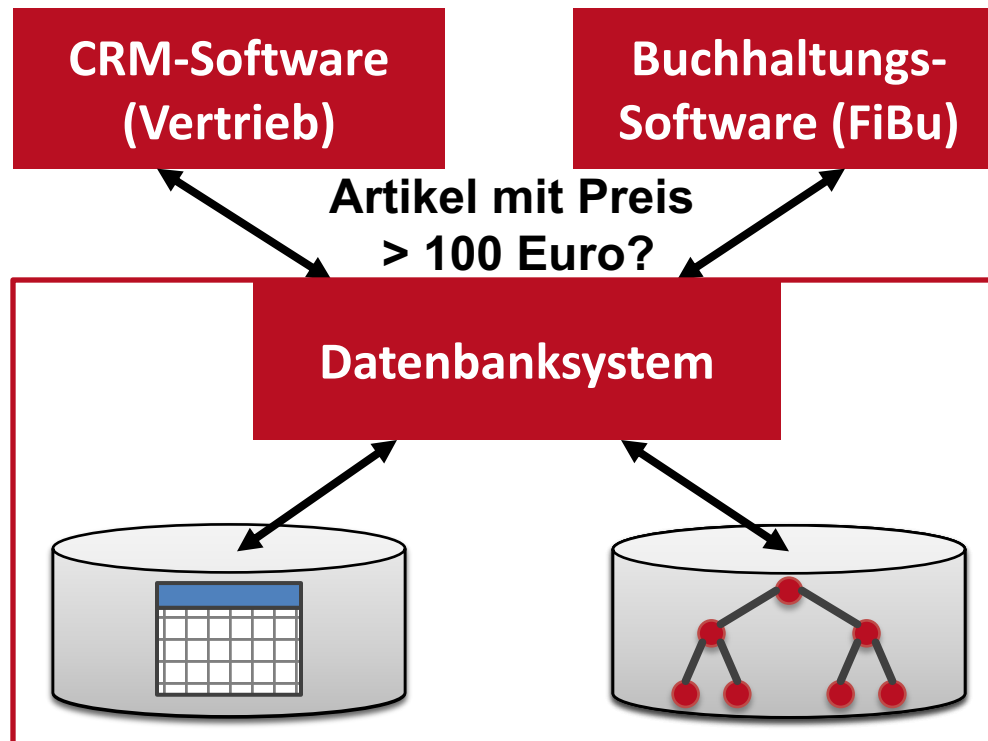 CRM-Software
(Vertrieb)
Buchhaltungs-
Software (FiBu)
Artikel mit Preis
> 100 Euro?
Datenbanksystem